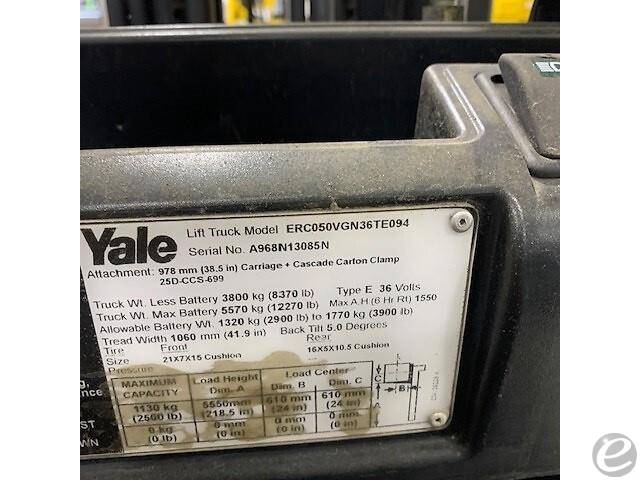 Yale
Lift Truck Model ERC050VGN36TE094
Serial No. A968N13085N
Attachment: 978 mm (38.5 in) Carriage + Cascade Carton Clamp
25D-CCS-699
Truck Wt. Less Battery 3800 kg (8370 lb) Type E 36 Volts
Truck Wt. Max Battery 5570 kg (12270 lb) Max A.H (6 Hr Rt) 1550
Allowable Battery Wt. 1320 kg (2900 lb) to 1770 kg (3900 lb)
Tread Width 1060 mm (41.9 in) Back Tilt 5.0 Degrees
Tire Front Rear
Size 21X7X15 Cushion 16X5X10.5 Cushion
Pressure
MAXIMUM CAPACITY Load Height Dim. A Load Center Dim. B Dim. C
1130 kg (2500 lb) 5550mm (218.5 in) 610 mm (24 in) 610 mm (24 in)
0 kg (0 lb) 0 mm (0 in) 0 mm (0 in) 0 mm (0 in)
C
B
A
e